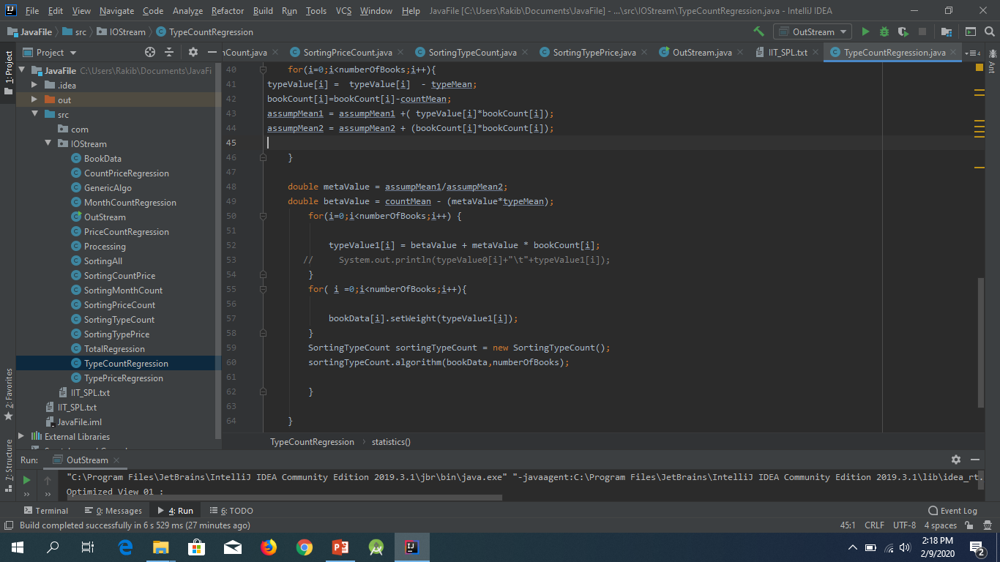 File Edit View Navigate Code Analyze Refactor Build Run Tools VCS Window Help JavaFile [C:\Users\Rakib\Documents\JavaFile] - ...\src\IOStream\TypeCountRegression.java - IntelliJ IDEA
JavaFile src IOStream TypeCountRegression OutStream
Project nCount.java SortingPriceCount.java SortingTypeCount.java SortingTypePrice.java OutStream.java IIT_SPL.txt TypeCountRegression.java 4
1: Project
Ant
JavaFile C:\Users\Rakib\Documents\JavaFi
.idea
out
src
com
IOStream
BookData
CountPriceRegression
GenericAlgo
MonthCountRegression
OutStream
PriceCountRegression
Processing
SortingAll
SortingCountPrice
SortingMonthCount
SortingPriceCount
SortingTypeCount
SortingTypePrice
TotalRegression
TypeCountRegression
TypePriceRegression
IIT_SPL.txt
IIT_SPL.txt
JavaFile.iml
External Libraries
2: Favorites
7: Structure
40 for(i=0;i<numberOfBooks;i++){
41 typeValue[i] =  typeValue[i]  - typeMean;
42 bookCount[i]=bookCount[i]-countMean;
43 assumpMean1 = assumpMean1 +( typeValue[i]*bookCount[i]);
44 assumpMean2 = assumpMean2 + (bookCount[i]*bookCount[i]);
45
46 }
47
48 double metaValue = assumpMean1/assumpMean2;
49 double betaValue = countMean - (metaValue*typeMean);
50 for(i=0;i<numberOfBooks;i++) {
51
52 typeValue1[i] = betaValue + metaValue * bookCount[i];
53 //     System.out.println(typeValue0[i]+"\t"+typeValue1[i]);
54 }
55 for( i =0;i<numberOfBooks;i++){
56
57 bookData[i].setWeight(typeValue1[i]);
58 }
59 SortingTypeCount sortingTypeCount = new SortingTypeCount();
60 sortingTypeCount.algorithm(bookData,numberOfBooks);
61
62 }
63
64 }
TypeCountRegression › statistics()
Run: OutStream
"C:\Program Files\JetBrains\IntelliJ IDEA Community Edition 2019.3.1\jbr\bin\java.exe" "-javaagent:C:\Program Files\JetBrains\IntelliJ IDEA Community Edition 2019.3.1\lib\idea_rt.
Optimized View 01 :
Terminal 0: Messages 4: Run 6: TODO Event Log
Build completed successfully in 6 s 529 ms (27 minutes ago) 45:1 CRLF UTF-8 4 spaces
2:18 PM
2/9/2020
2